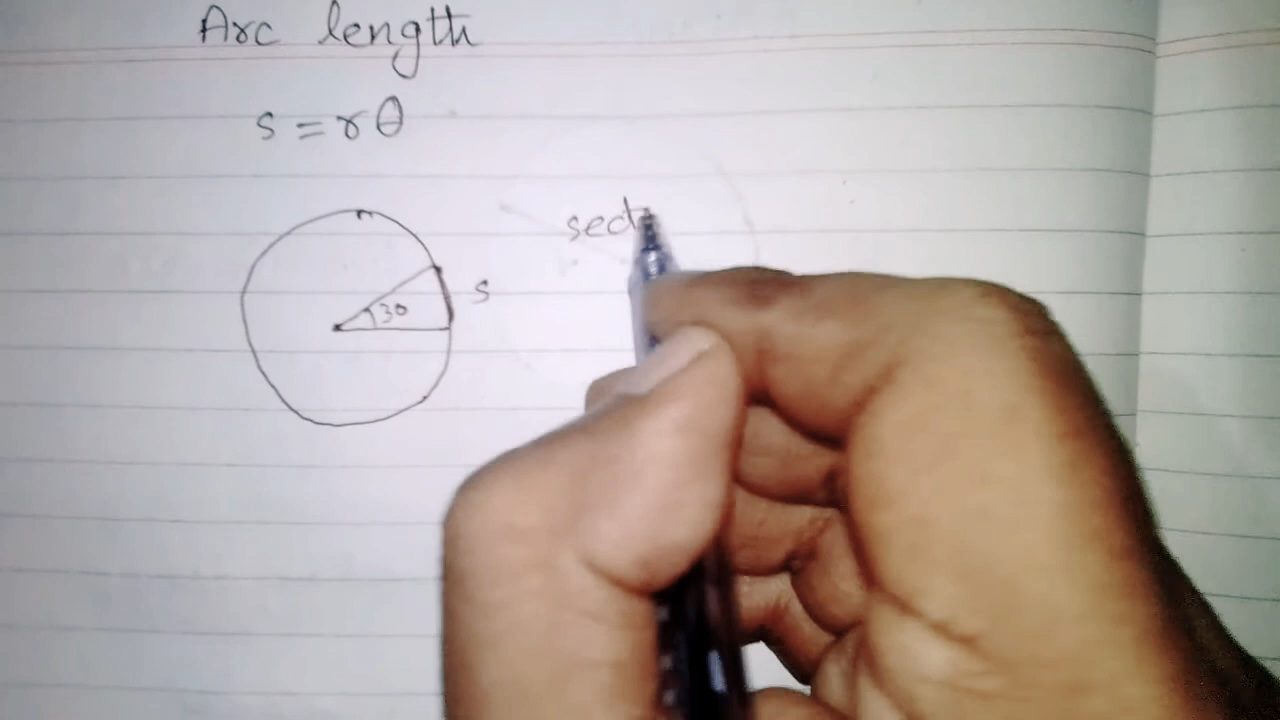 Arc length
s = rθ
sect
30
s